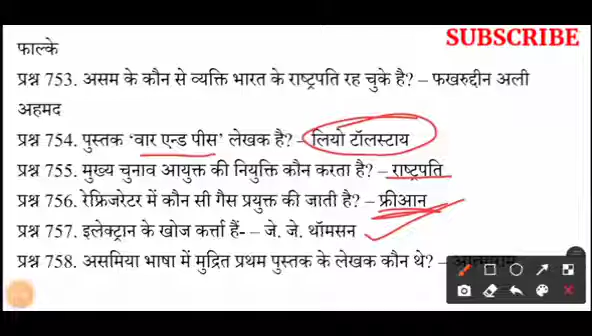 SUBSCRIBE
फाल्के
प्रश्न 753. असम के कौन से व्यक्ति भारत के राष्ट्रपति रह चुके है? – फखरुद्दीन अली
अहमद
प्रश्न 754. पुस्तक ‘वार एन्ड पीस’ लेखक है? – लियो टॉलस्टाय
प्रश्न 755. मुख्य चुनाव आयुक्त की नियुक्ति कौन करता है? – राष्ट्रपति
प्रश्न 756. रेफ्रिजरेटर में कौन सी गैस प्रयुक्त की जाती है? – फ्रीआन
प्रश्न 757. इलेक्ट्रान के खोज कर्त्ता हैं- – जे. जे. थॉमसन
प्रश्न 758. असमिया भाषा में मुद्रित प्रथम पुस्तक के लेखक कौन थे? –